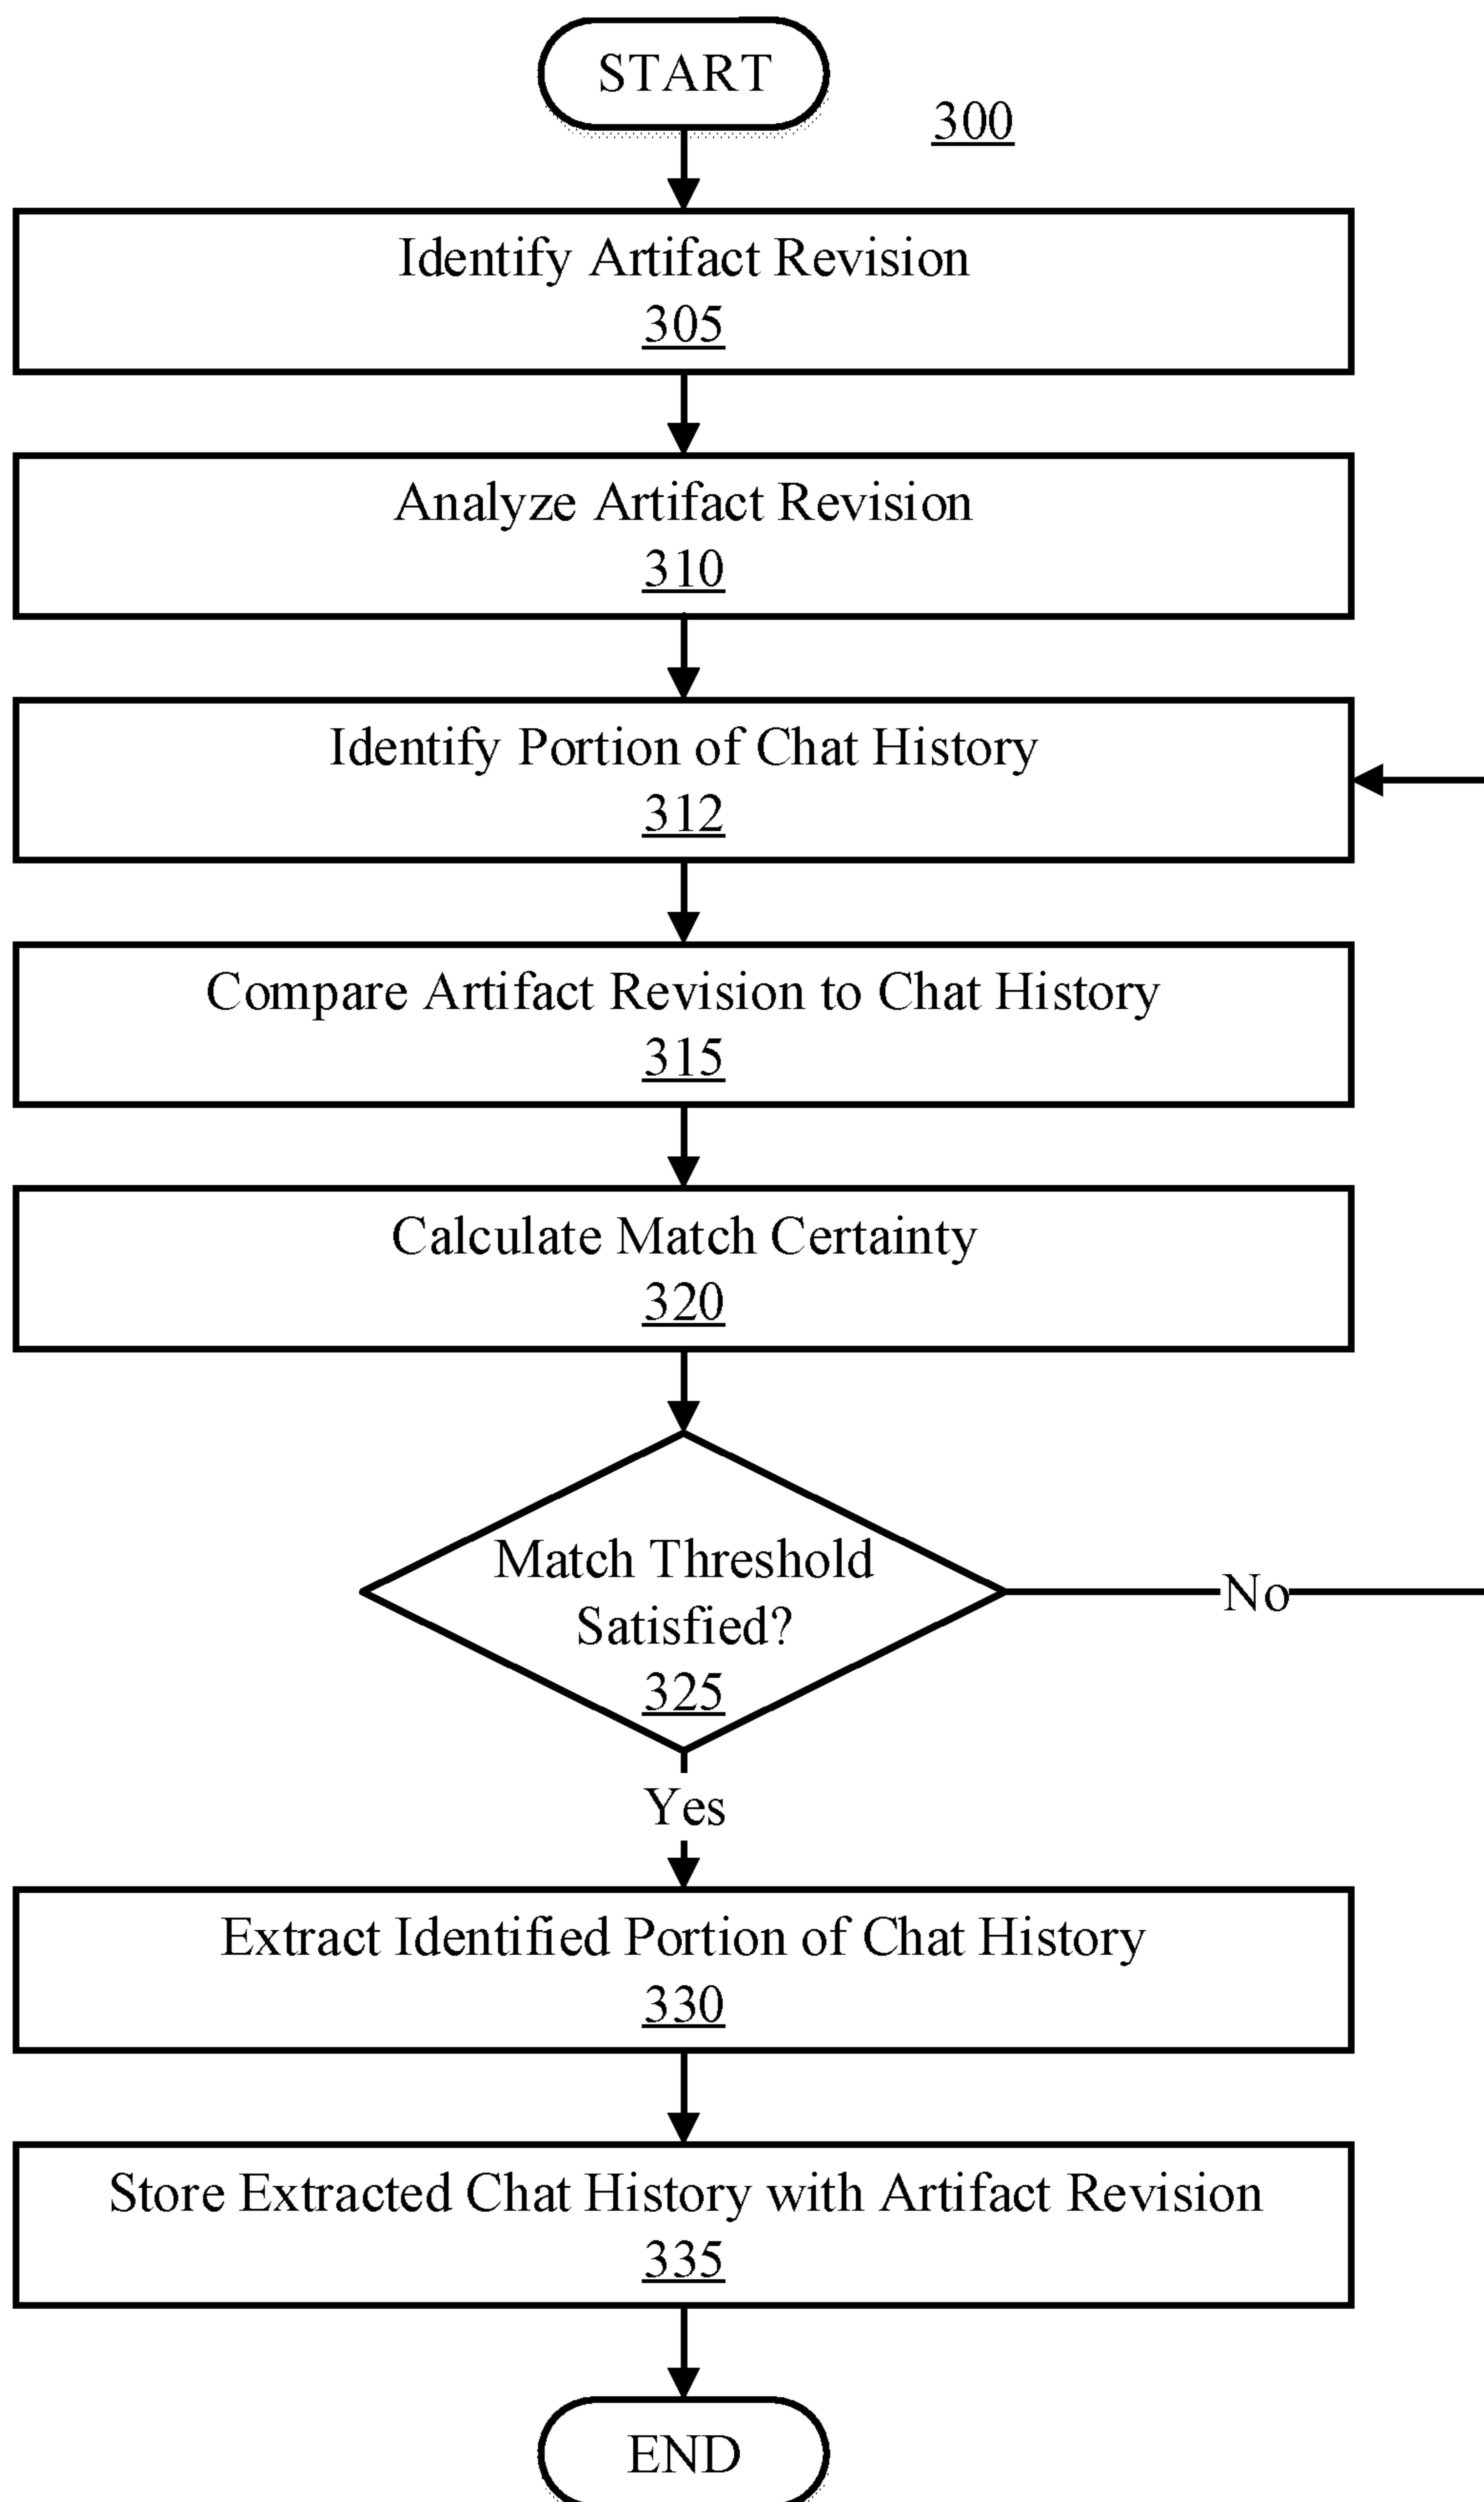 START
300
Identify Artifact Revision
305
Analyze Artifact Revision
310
Identify Portion of Chat History
312
Compare Artifact Revision to Chat History
315
Calculate Match Certainty
320
Match Threshold
Satisfied?
325
No
Yes
Extract Identified Portion of Chat History
330
Store Extracted Chat History with Artifact Revision
335
END